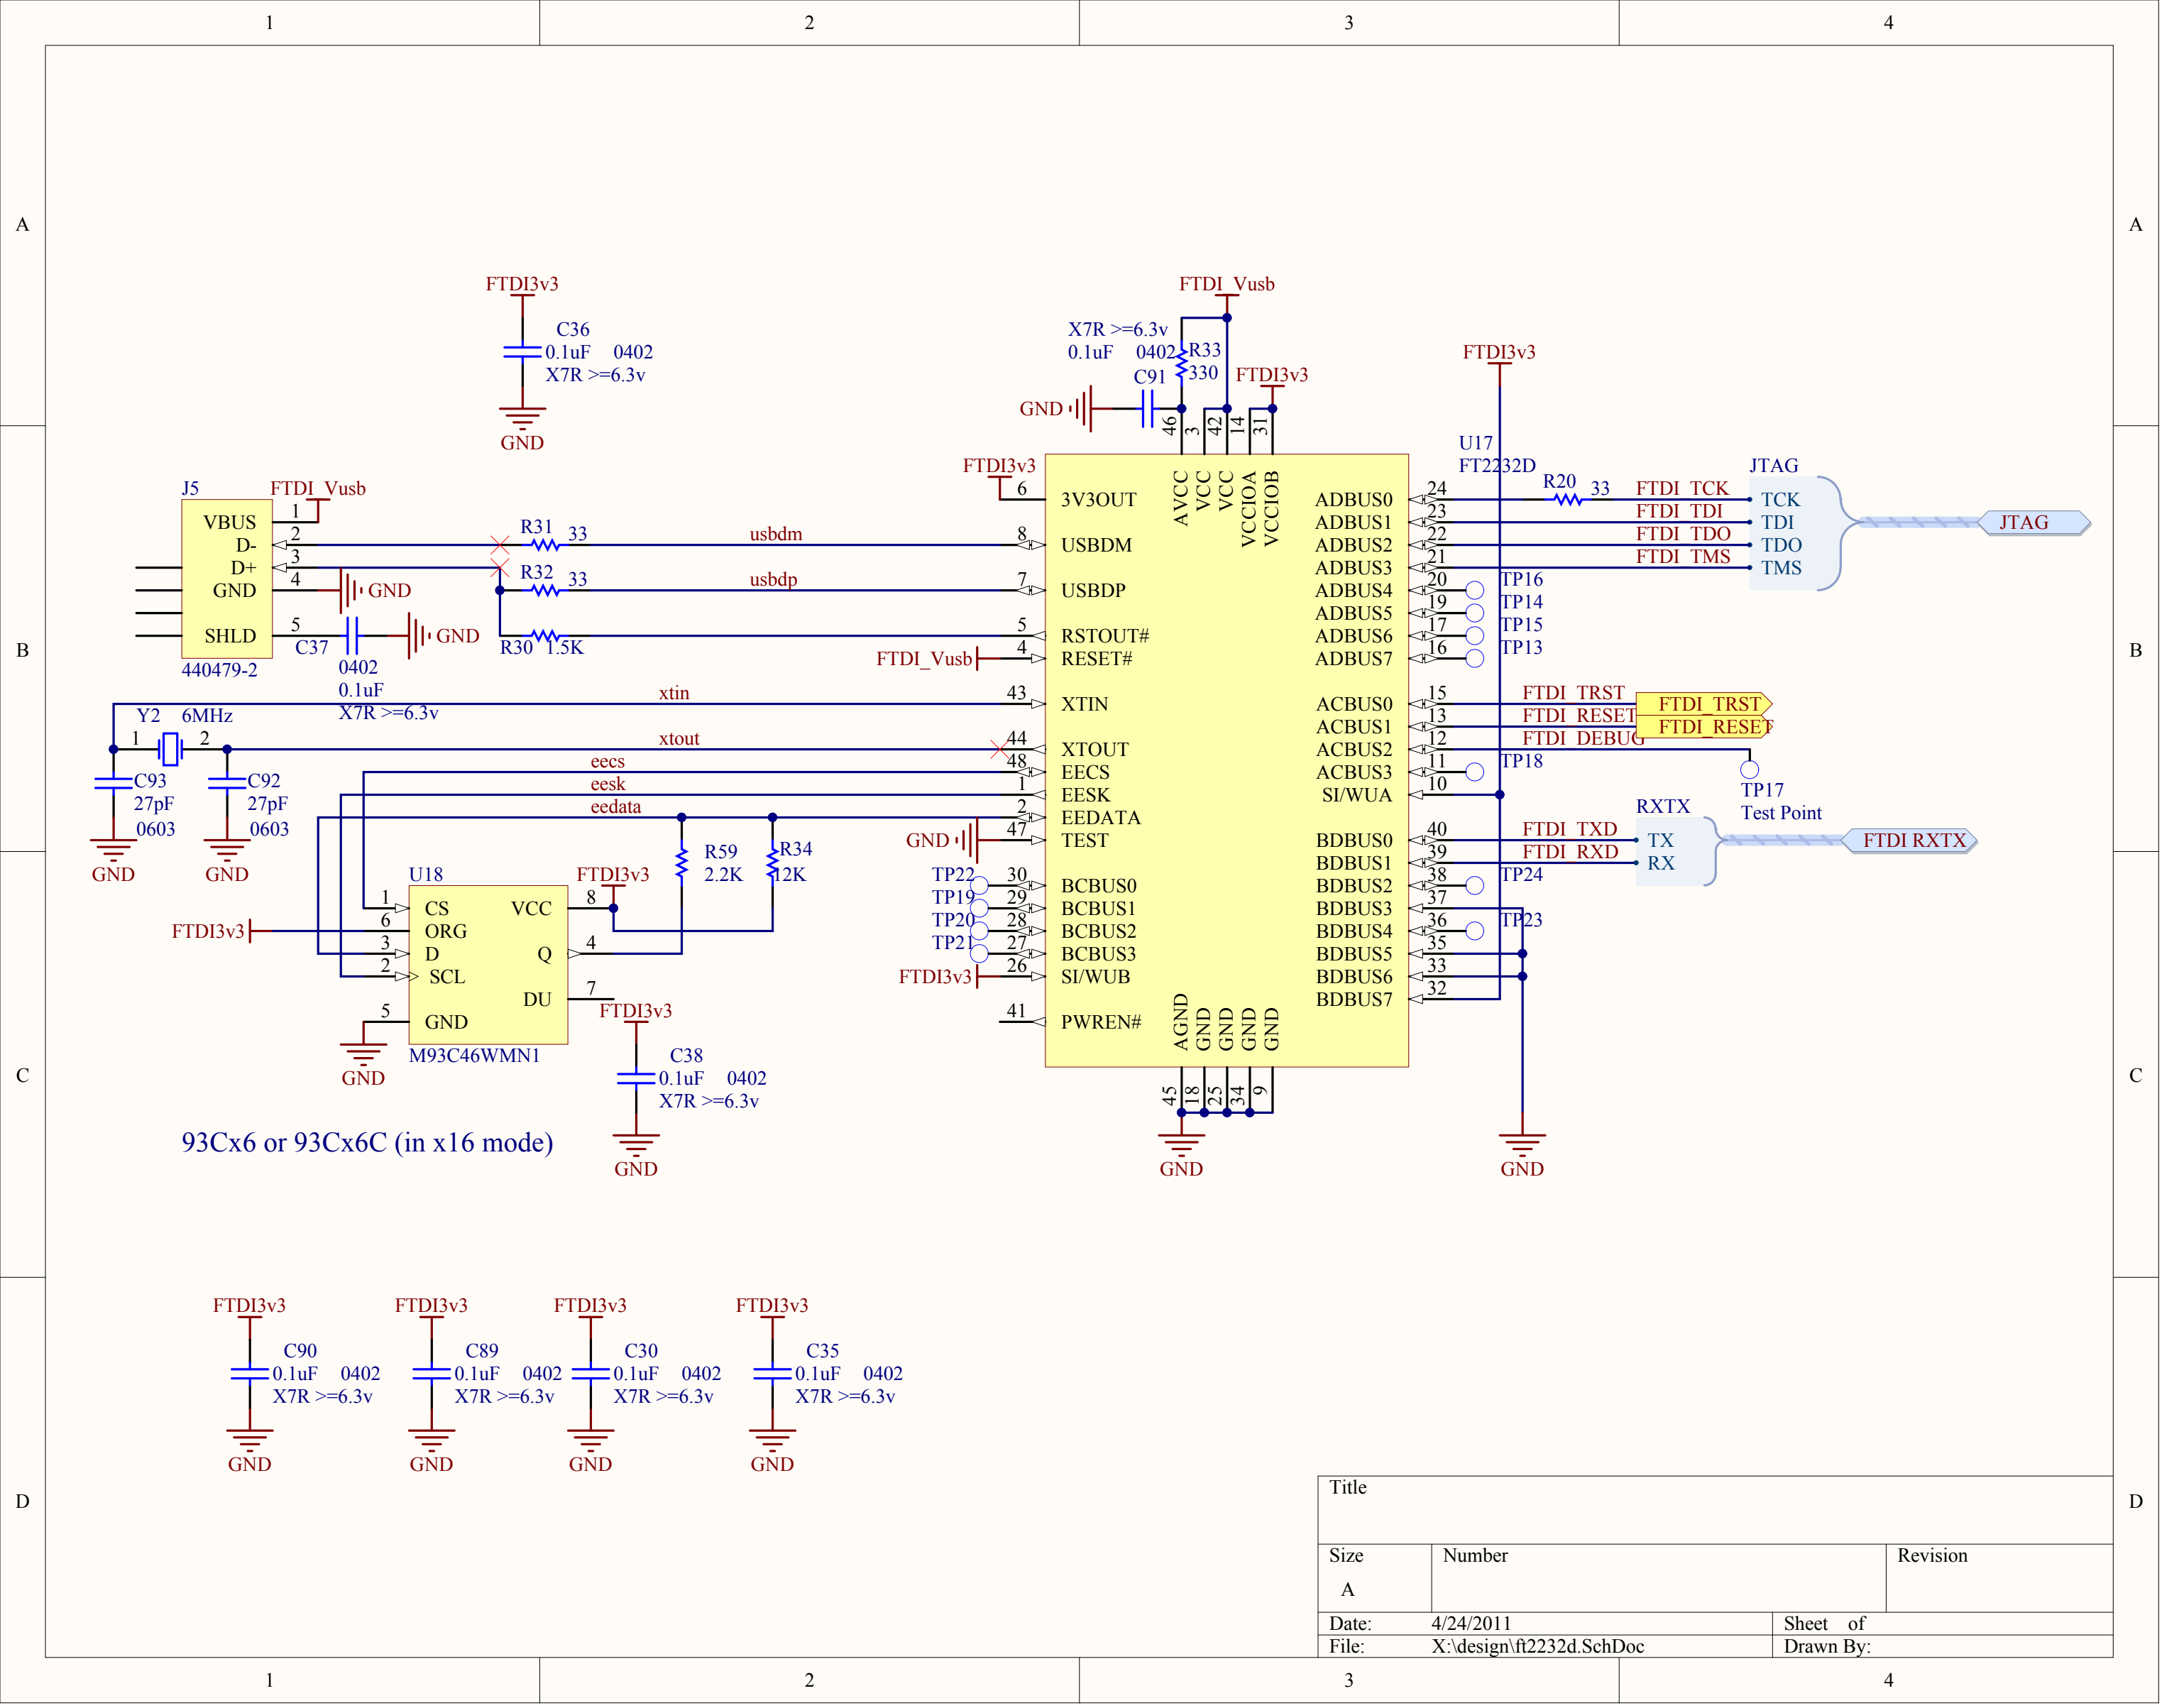 1 2 3 4
A A
B B
C C
D D
1 2 3 4
FTDI3v3
C36
0.1uF 0402
X7R >=6.3v
GND
FTDI_Vusb
X7R >=6.3v
0.1uF 0402
R33
330
C91
FTDI3v3
GND
46 3 42 14 31
FTDI3v3
U17
FT2232D
AVCC VCC VCC VCCIOA VCCIOB
FTDI3v3
6 3V3OUT
8 USBDM
7 USBDP
5 RSTOUT#
4 RESET#
FTDI_Vusb
43 XTIN
44 XTOUT
48 EECS
1 EESK
2 EEDATA
47 TEST
GND
TP22 30 BCBUS0
TP19 29 BCBUS1
TP20 28 BCBUS2
TP21 27 BCBUS3
FTDI3v3 26 SI/WUB
41 PWREN#
AGND GND GND GND GND
45 18 25 34 9
GND
ADBUS0 24 R20 33 FTDI_TCK
ADBUS1 23 FTDI_TDI
ADBUS2 22 FTDI_TDO
ADBUS3 21 FTDI_TMS
ADBUS4 20 TP16
ADBUS5 19 TP14
ADBUS6 17 TP15
ADBUS7 16 TP13
ACBUS0 15 FTDI_TRST FTDI_TRST
ACBUS1 13 FTDI_RESET FTDI_RESET
ACBUS2 12 FTDI_DEBUG
ACBUS3 11 TP18
SI/WUA 10
TP17
Test Point
BDBUS0 40 FTDI_TXD
BDBUS1 39 FTDI_RXD
BDBUS2 38 TP24
BDBUS3 37
BDBUS4 36 TP23
BDBUS5 35
BDBUS6 33
BDBUS7 32
GND
JTAG
TCK
TDI
TDO
TMS
JTAG
RXTX
TX
RX
FTDI RXTX
J5
FTDI_Vusb
VBUS 1
D- 2
D+ 3
GND 4 GND
SHLD 5
440479-2
C37
0402
0.1uF
X7R >=6.3v
GND
R31 33 usbdm
R32 33 usbdp
R30 1.5K
xtin
xtout
eecs
eesk
eedata
Y2 6MHz
1 2
C93
27pF
0603
GND
C92
27pF
0603
GND
R59
2.2K
R34
12K
U18
FTDI3v3
1 CS VCC 8
FTDI3v3 6 ORG
3 D Q 4
2 SCL
DU 7
5 GND
M93C46WMN1
GND
FTDI3v3
C38
0.1uF 0402
X7R >=6.3v
GND
93Cx6 or 93Cx6C (in x16 mode)
FTDI3v3
C90
0.1uF 0402
X7R >=6.3v
GND
FTDI3v3
C89
0.1uF 0402
X7R >=6.3v
GND
FTDI3v3
C30
0.1uF 0402
X7R >=6.3v
GND
FTDI3v3
C35
0.1uF 0402
X7R >=6.3v
GND
Title
Size Number Revision
A
Date: 4/24/2011 Sheet of
File: X:\design\ft2232d.SchDoc Drawn By: